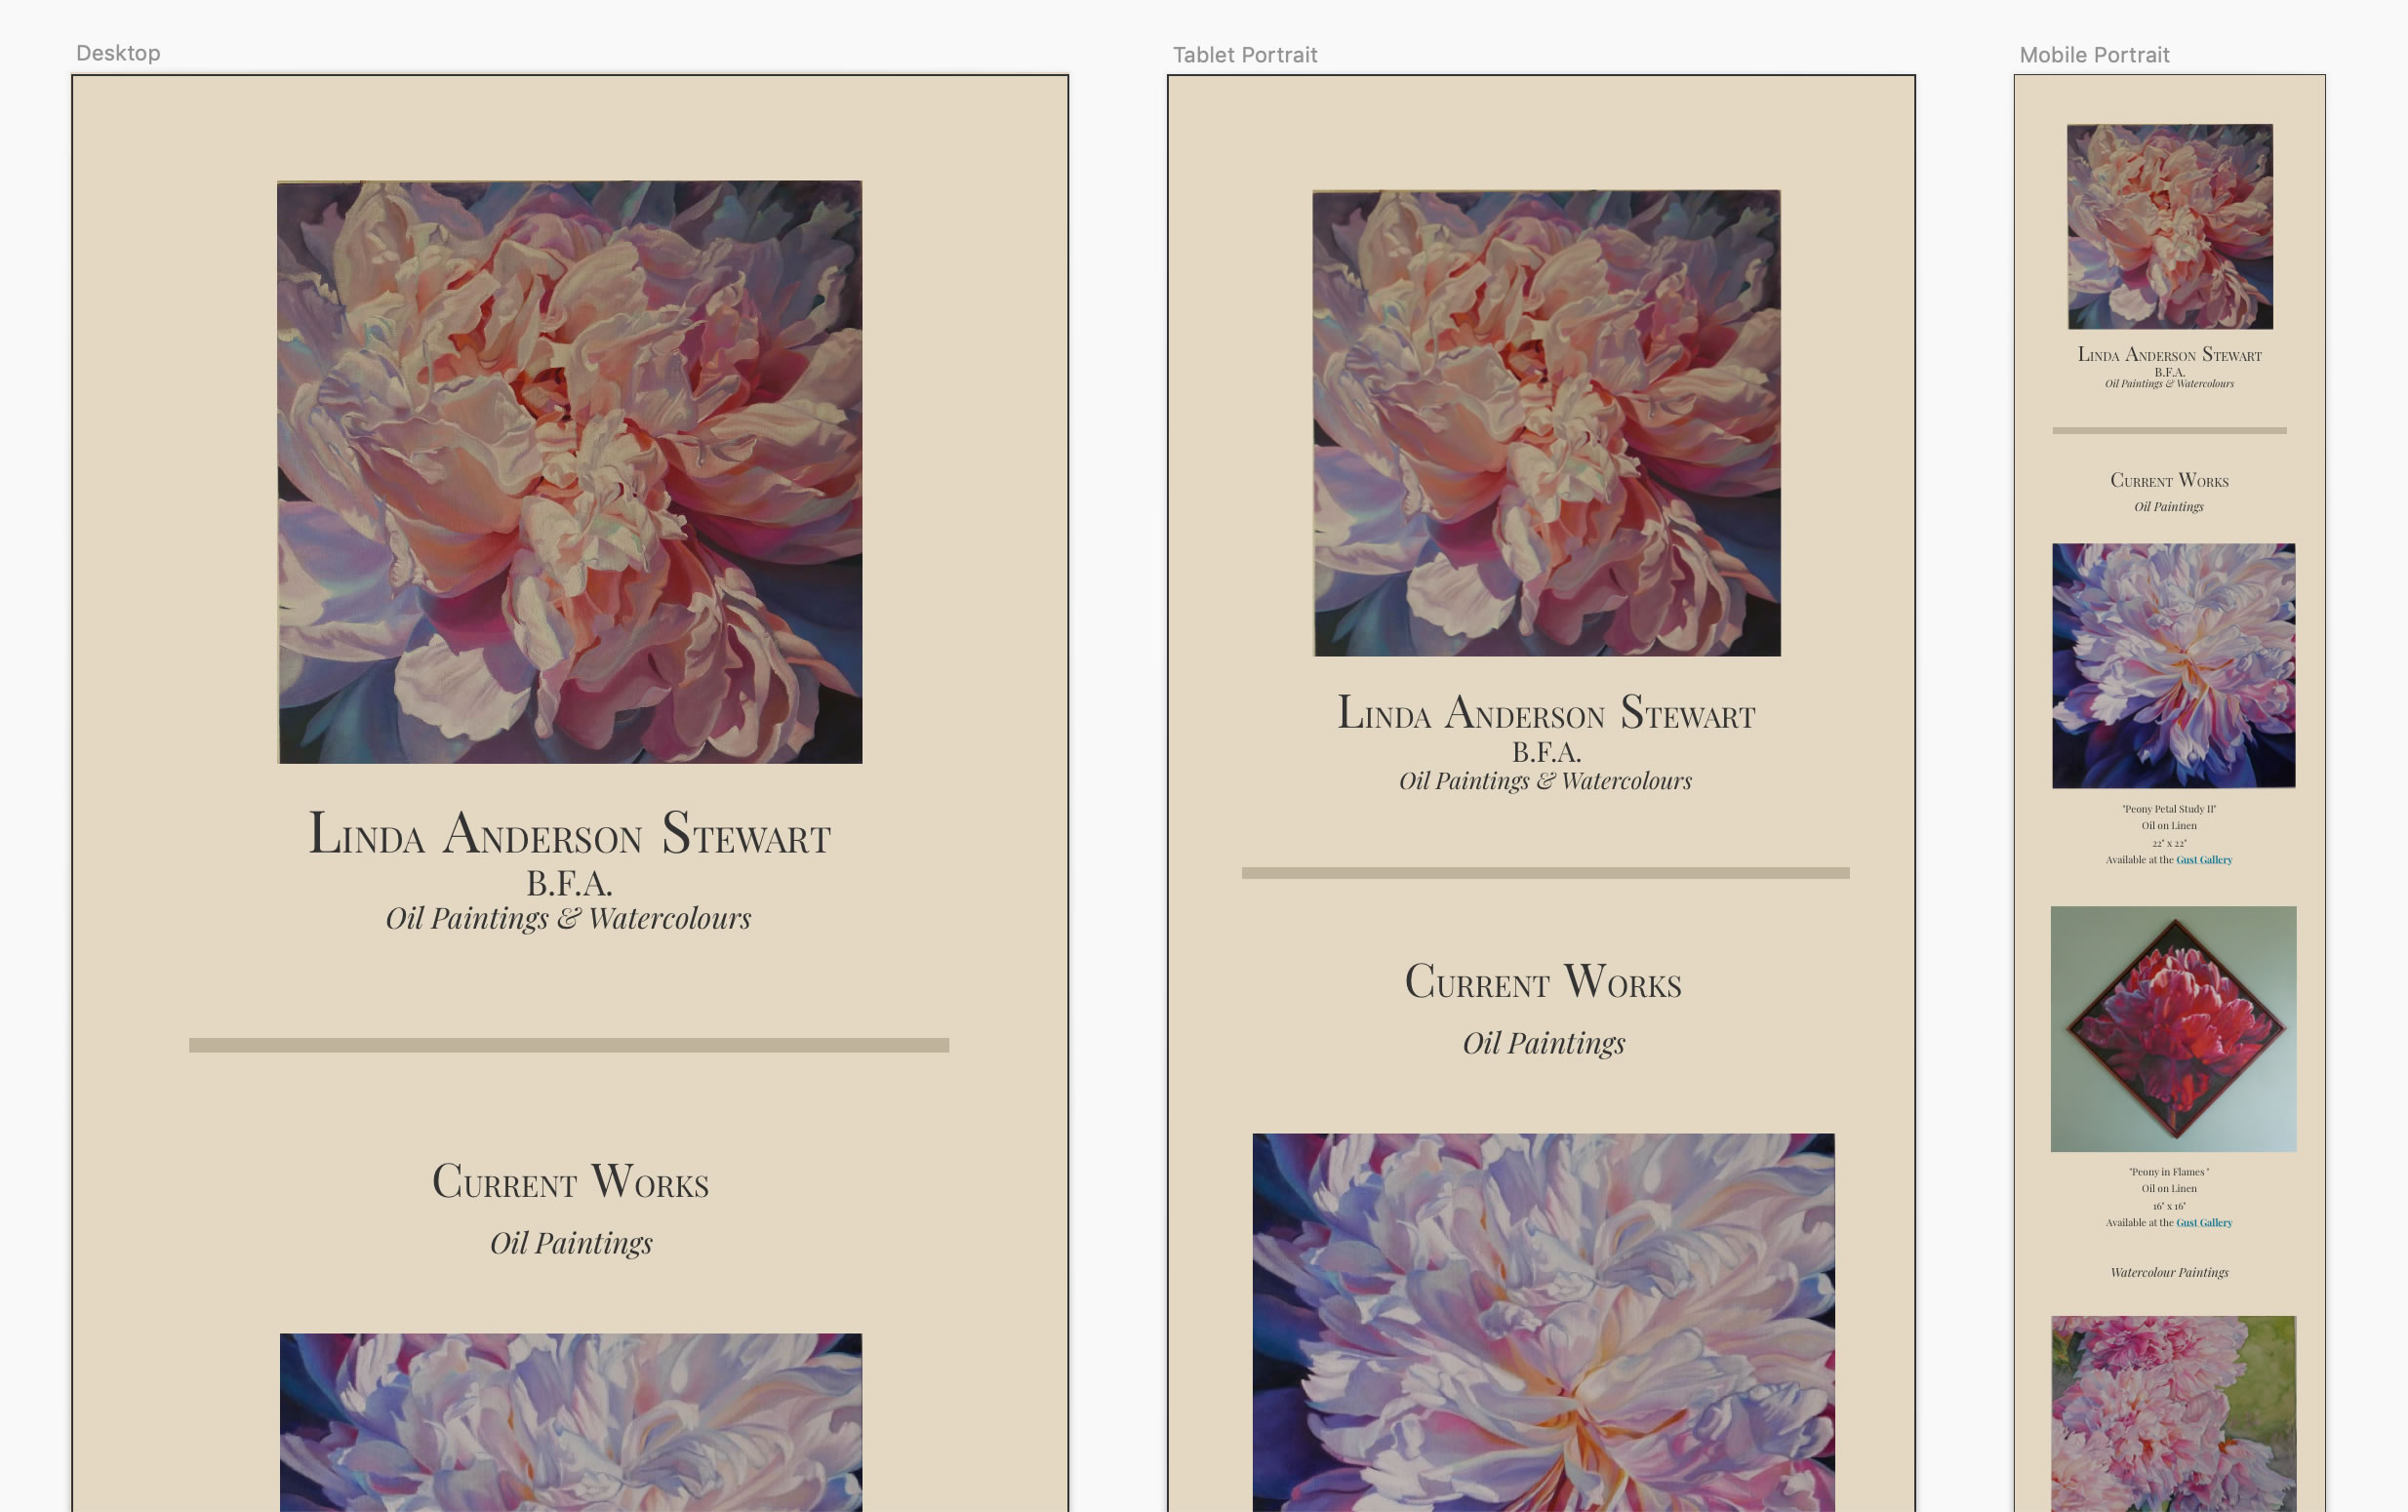 Desktop
Linda Anderson Stewart
B.F.A.
Oil Paintings & Watercolours
Current Works
Oil Paintings
Tablet Portrait
Linda Anderson Stewart
B.F.A.
Oil Paintings & Watercolours
Current Works
Oil Paintings
Mobile Portrait
Linda Anderson Stewart
B.F.A.
Oil Paintings & Watercolours
Current Works
Oil Paintings
"Peony Petal Study II"
Oil on Linen
22" x 22"
Available at the Gust Gallery
"Peony in Flames "
Oil on Linen
16" x 16"
Available at the Gust Gallery
Watercolour Paintings